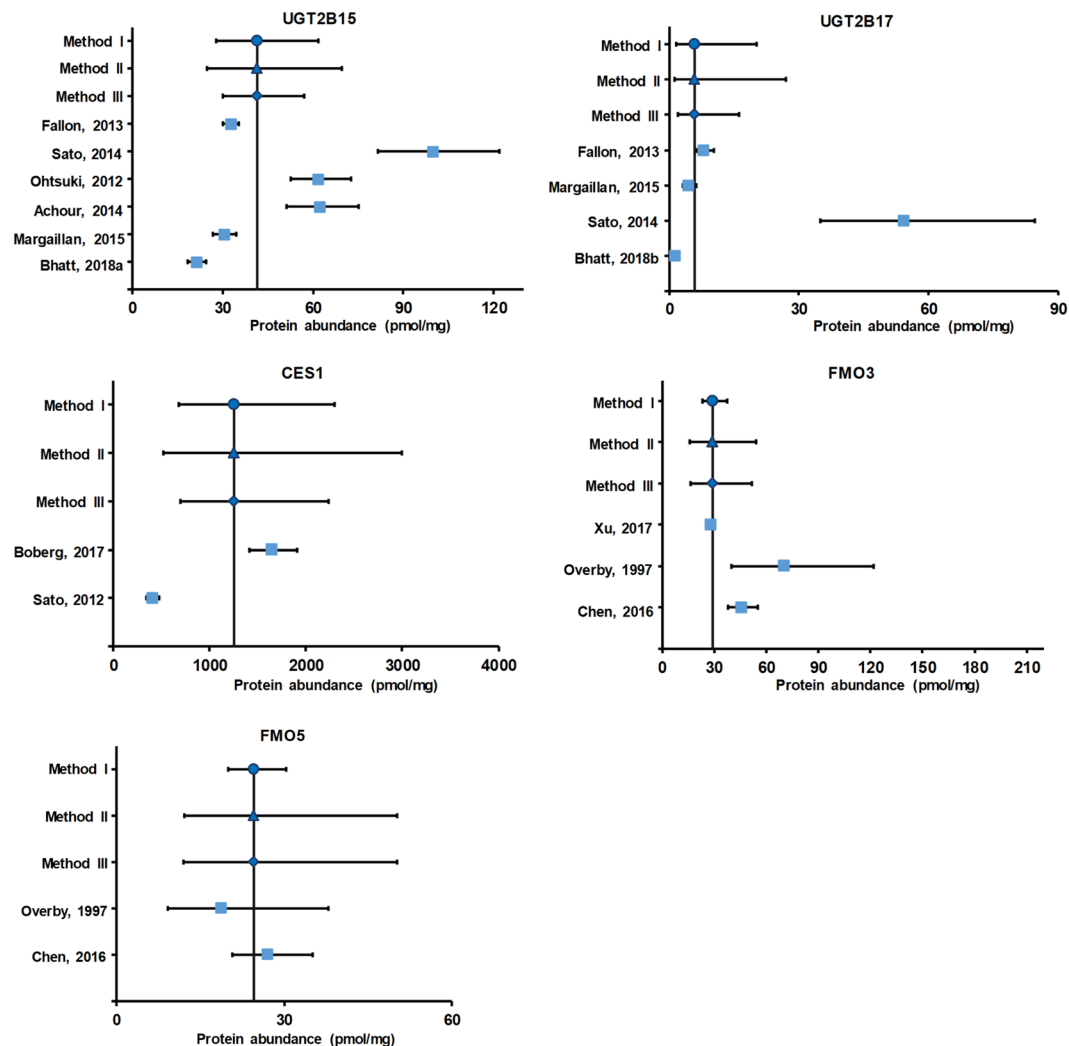 UGT2B15
Method I
Method II
Method III
Fallon, 2013
Sato, 2014
Ohtsuki, 2012
Achour, 2014
Margaillan, 2015
Bhatt, 2018a
0 30 60 90 120
Protein abundance (pmol/mg)
UGT2B17
Method I
Method II
Method III
Fallon, 2013
Margaillan, 2015
Sato, 2014
Bhatt, 2018b
0 30 60 90
Protein abundance (pmol/mg)
CES1
Method I
Method II
Method III
Boberg, 2017
Sato, 2012
0 1000 2000 3000 4000
Protein abundance (pmol/mg)
FMO3
Method I
Method II
Method III
Xu, 2017
Overby, 1997
Chen, 2016
0 30 60 90 120 150 180 210
Protein abundance (pmol/mg)
FMO5
Method I
Method II
Method III
Overby, 1997
Chen, 2016
0 30 60
Protein abundance (pmol/mg)